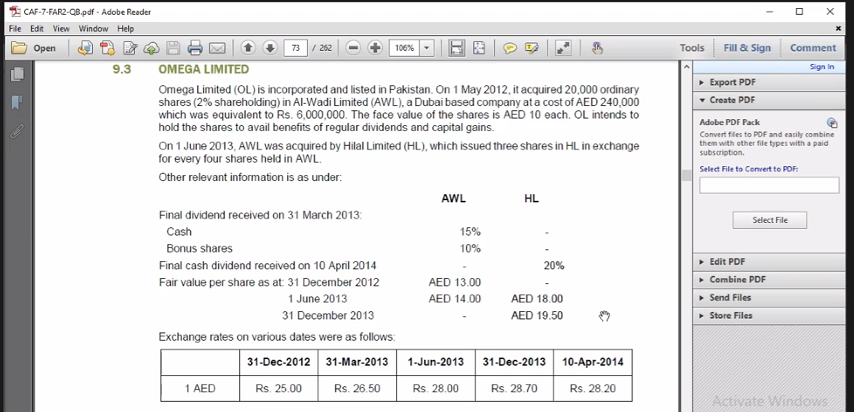 CAF-7-FAR2-QB.pdf - Adobe Reader
File Edit View Window Help
Open 73 / 262 106% Tools Fill & Sign Comment
Sign In
Export PDF
Create PDF
Adobe PDF Pack
Convert files to PDF and easily combine
them with other file types with a paid
subscription.
Select File to Convert to PDF:
Select File
Edit PDF
Combine PDF
Send Files
Store Files
9.3 OMEGA LIMITED
Omega Limited (OL) is incorporated and listed in Pakistan. On 1 May 2012, it acquired 20,000 ordinary
shares (2% shareholding) in Al-Wadi Limited (AWL), a Dubai based company at a cost of AED 240,000
which was equivalent to Rs. 6,000,000. The face value of the shares is AED 10 each. OL intends to
hold the shares to avail benefits of regular dividends and capital gains.
On 1 June 2013, AWL was acquired by Hilal Limited (HL), which issued three shares in HL in exchange
for every four shares held in AWL.
Other relevant information is as under:
AWL HL
Final dividend received on 31 March 2013:
Cash 15% -
Bonus shares 10% -
Final cash dividend received on 10 April 2014 - 20%
Fair value per share as at: 31 December 2012 AED 13.00 -
1 June 2013 AED 14.00 AED 18.00
31 December 2013 - AED 19.50
Exchange rates on various dates were as follows:
31-Dec-2012 31-Mar-2013 1-Jun-2013 31-Dec-2013 10-Apr-2014
1 AED Rs. 25.00 Rs. 26.50 Rs. 28.00 Rs. 28.70 Rs. 28.20
Activate Windows